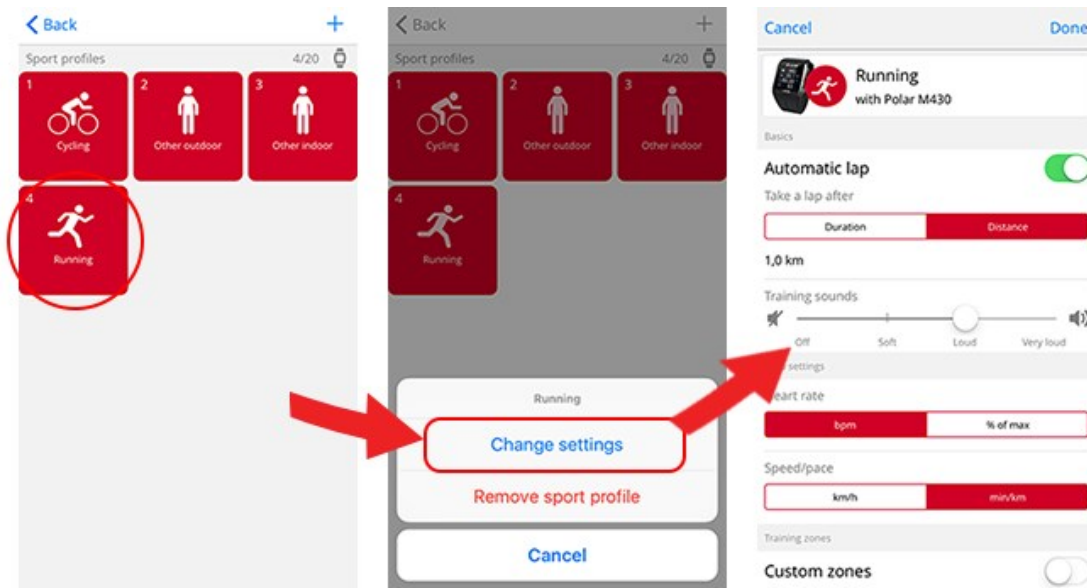 Back +
Sport profiles 4/20
1 2 3
Cycling Other outdoor Other indoor
4
Running
Back +
Sport profiles 4/20
1 2 3
Cycling Other outdoor Other indoor
4
Running
Running
Change settings
Remove sport profile
Cancel
Cancel Done
Running
with Polar M430
Basics
Automatic lap
Take a lap after
Duration Distance
1,0 km
Training sounds
Off Soft Loud Very loud
settings
eart rate
bpm % of max
Speed/pace
km/h min/km
Training zones
Custom zones